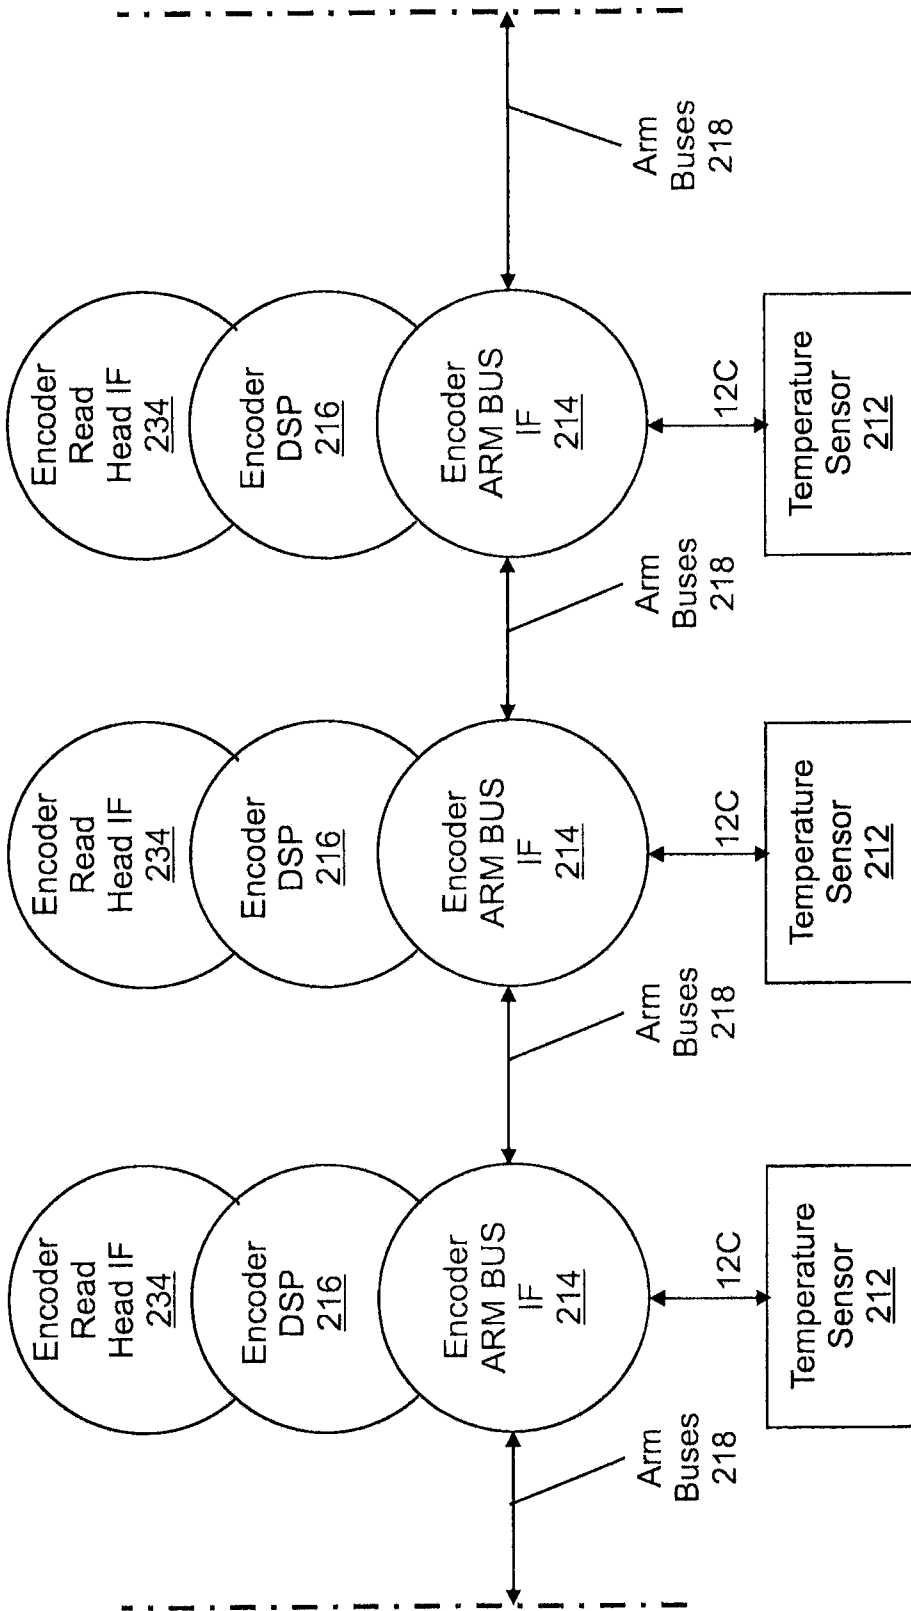 Encoder
Read
Head IF
234
Encoder
DSP
216
Encoder
ARM BUS
IF
214
Arm
Buses
218
12C
Temperature
Sensor
212
Encoder
Read
Head IF
234
Encoder
DSP
216
Encoder
ARM BUS
IF
214
Arm
Buses
218
12C
Temperature
Sensor
212
Encoder
Read
Head IF
234
Encoder
DSP
216
Encoder
ARM BUS
IF
214
Arm
Buses
218
12C
Temperature
Sensor
212
Arm
Buses
218